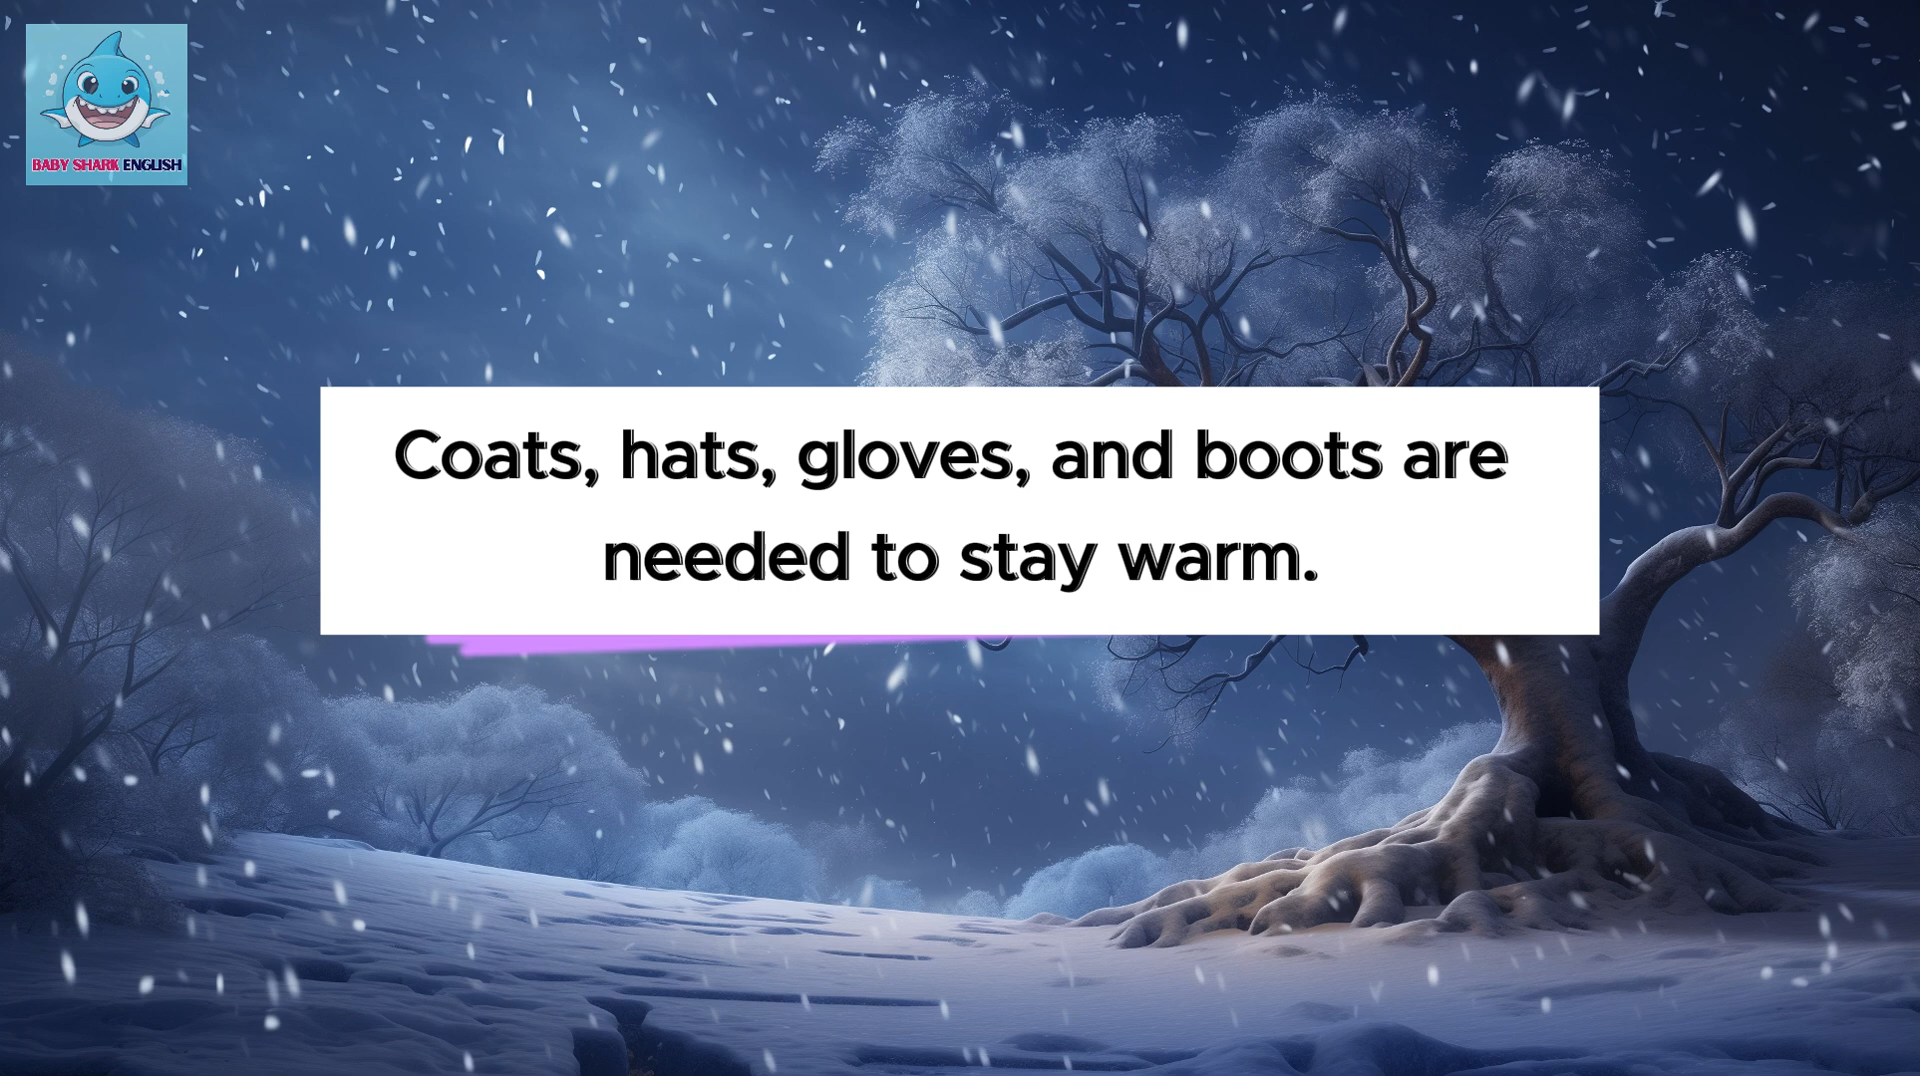 BABY SHARK ENGLISH
Coats, hats, gloves, and boots are
needed to stay warm.